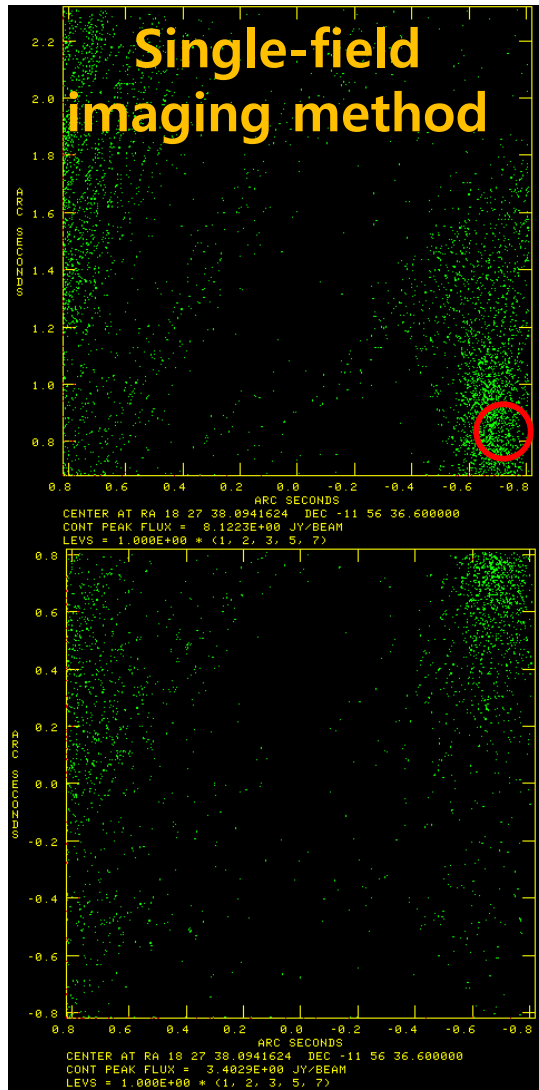 Single-field
imaging method
2.2
2.0
1.8
1.6
1.4
1.2
1.0
0.8
ARC SECONDS
0.8 0.6 0.4 0.2 0.0 -0.2 -0.4 -0.6 -0.8
ARC SECONDS
CENTER AT RA 18 27 38.0941624 DEC -11 56 36.600000
CONT PEAK FLUX = 8.1223E+00 JY/BEAM
LEVS = 1.000E+00 * (1, 2, 3, 5, 7)
0.8
0.6
0.4
0.2
0.0
-0.2
-0.4
-0.6
-0.8
ARC SECONDS
0.8 0.6 0.4 0.2 0.0 -0.2 -0.4 -0.6 -0.8
ARC SECONDS
CENTER AT RA 18 27 38.0941624 DEC -11 56 36.600000
CONT PEAK FLUX = 3.4029E+00 JY/BEAM
LEVS = 1.000E+00 * (1, 2, 3, 5, 7)